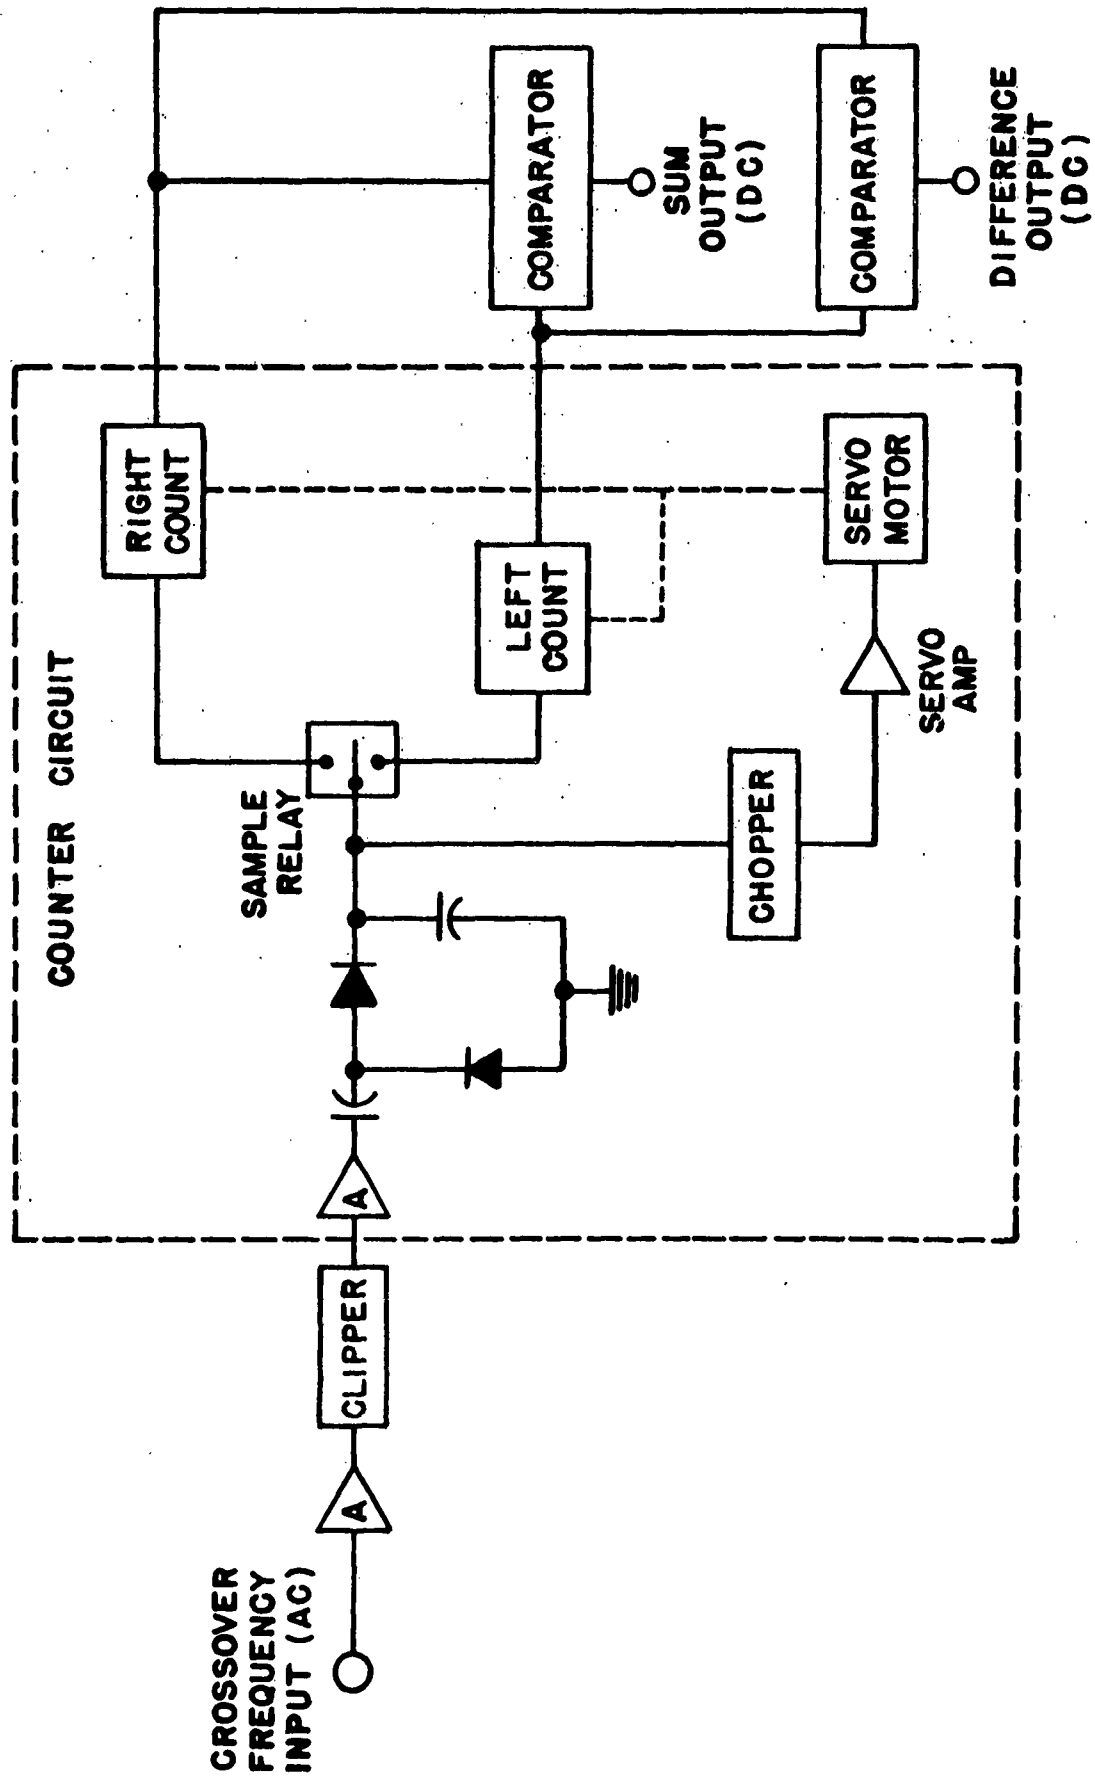 COUNTER CIRCUIT
CROSSOVER
FREQUENCY
INPUT (AC)
A
CLIPPER
A
SAMPLE
RELAY
RIGHT
COUNT
LEFT
COUNT
CHOPPER
SERVO
AMP
SERVO
MOTOR
COMPARATOR
SUM
OUTPUT
(DC)
COMPARATOR
DIFFERENCE
OUTPUT
(DC)